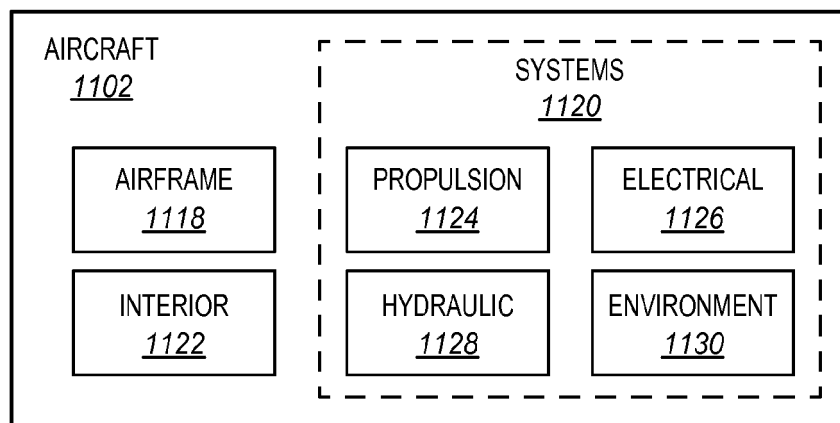 AIRCRAFT
1102
SYSTEMS
1120
AIRFRAME
1118
PROPULSION
1124
ELECTRICAL
1126
INTERIOR
1122
HYDRAULIC
1128
ENVIRONMENT
1130